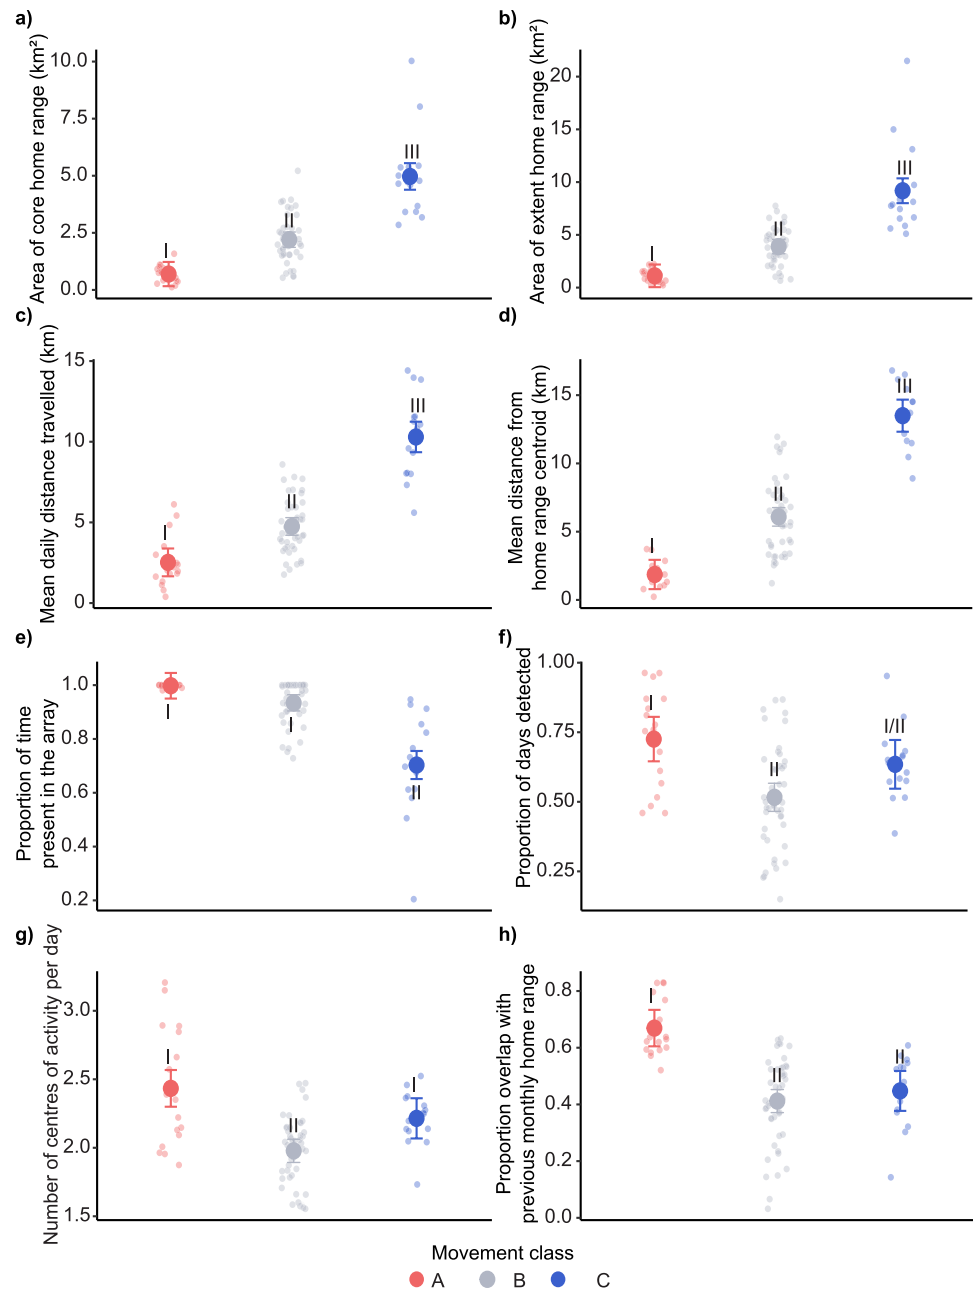 a)
Area of core home range (km²)
10.0
7.5
5.0
2.5
0.0
I
II
III
b)
Area of extent home range (km²)
20
15
10
5
0
I
II
III
c)
Mean daily distance travelled (km)
15
10
5
0
I
II
III
d)
Mean distance from
home range centroid (km)
15
10
5
0
I
II
III
e)
Proportion of time
present in the array
1.0
0.8
0.6
0.4
0.2
I
I
II
f)
Proportion of days detected
1.00
0.75
0.50
0.25
I
II
I/II
g)
Number of centres of activity per day
3.0
2.5
2.0
1.5
I
II
I
h)
Proportion overlap with
previous monthly home range
0.8
0.6
0.4
0.2
0.0
I
II
II
Movement class
A B C